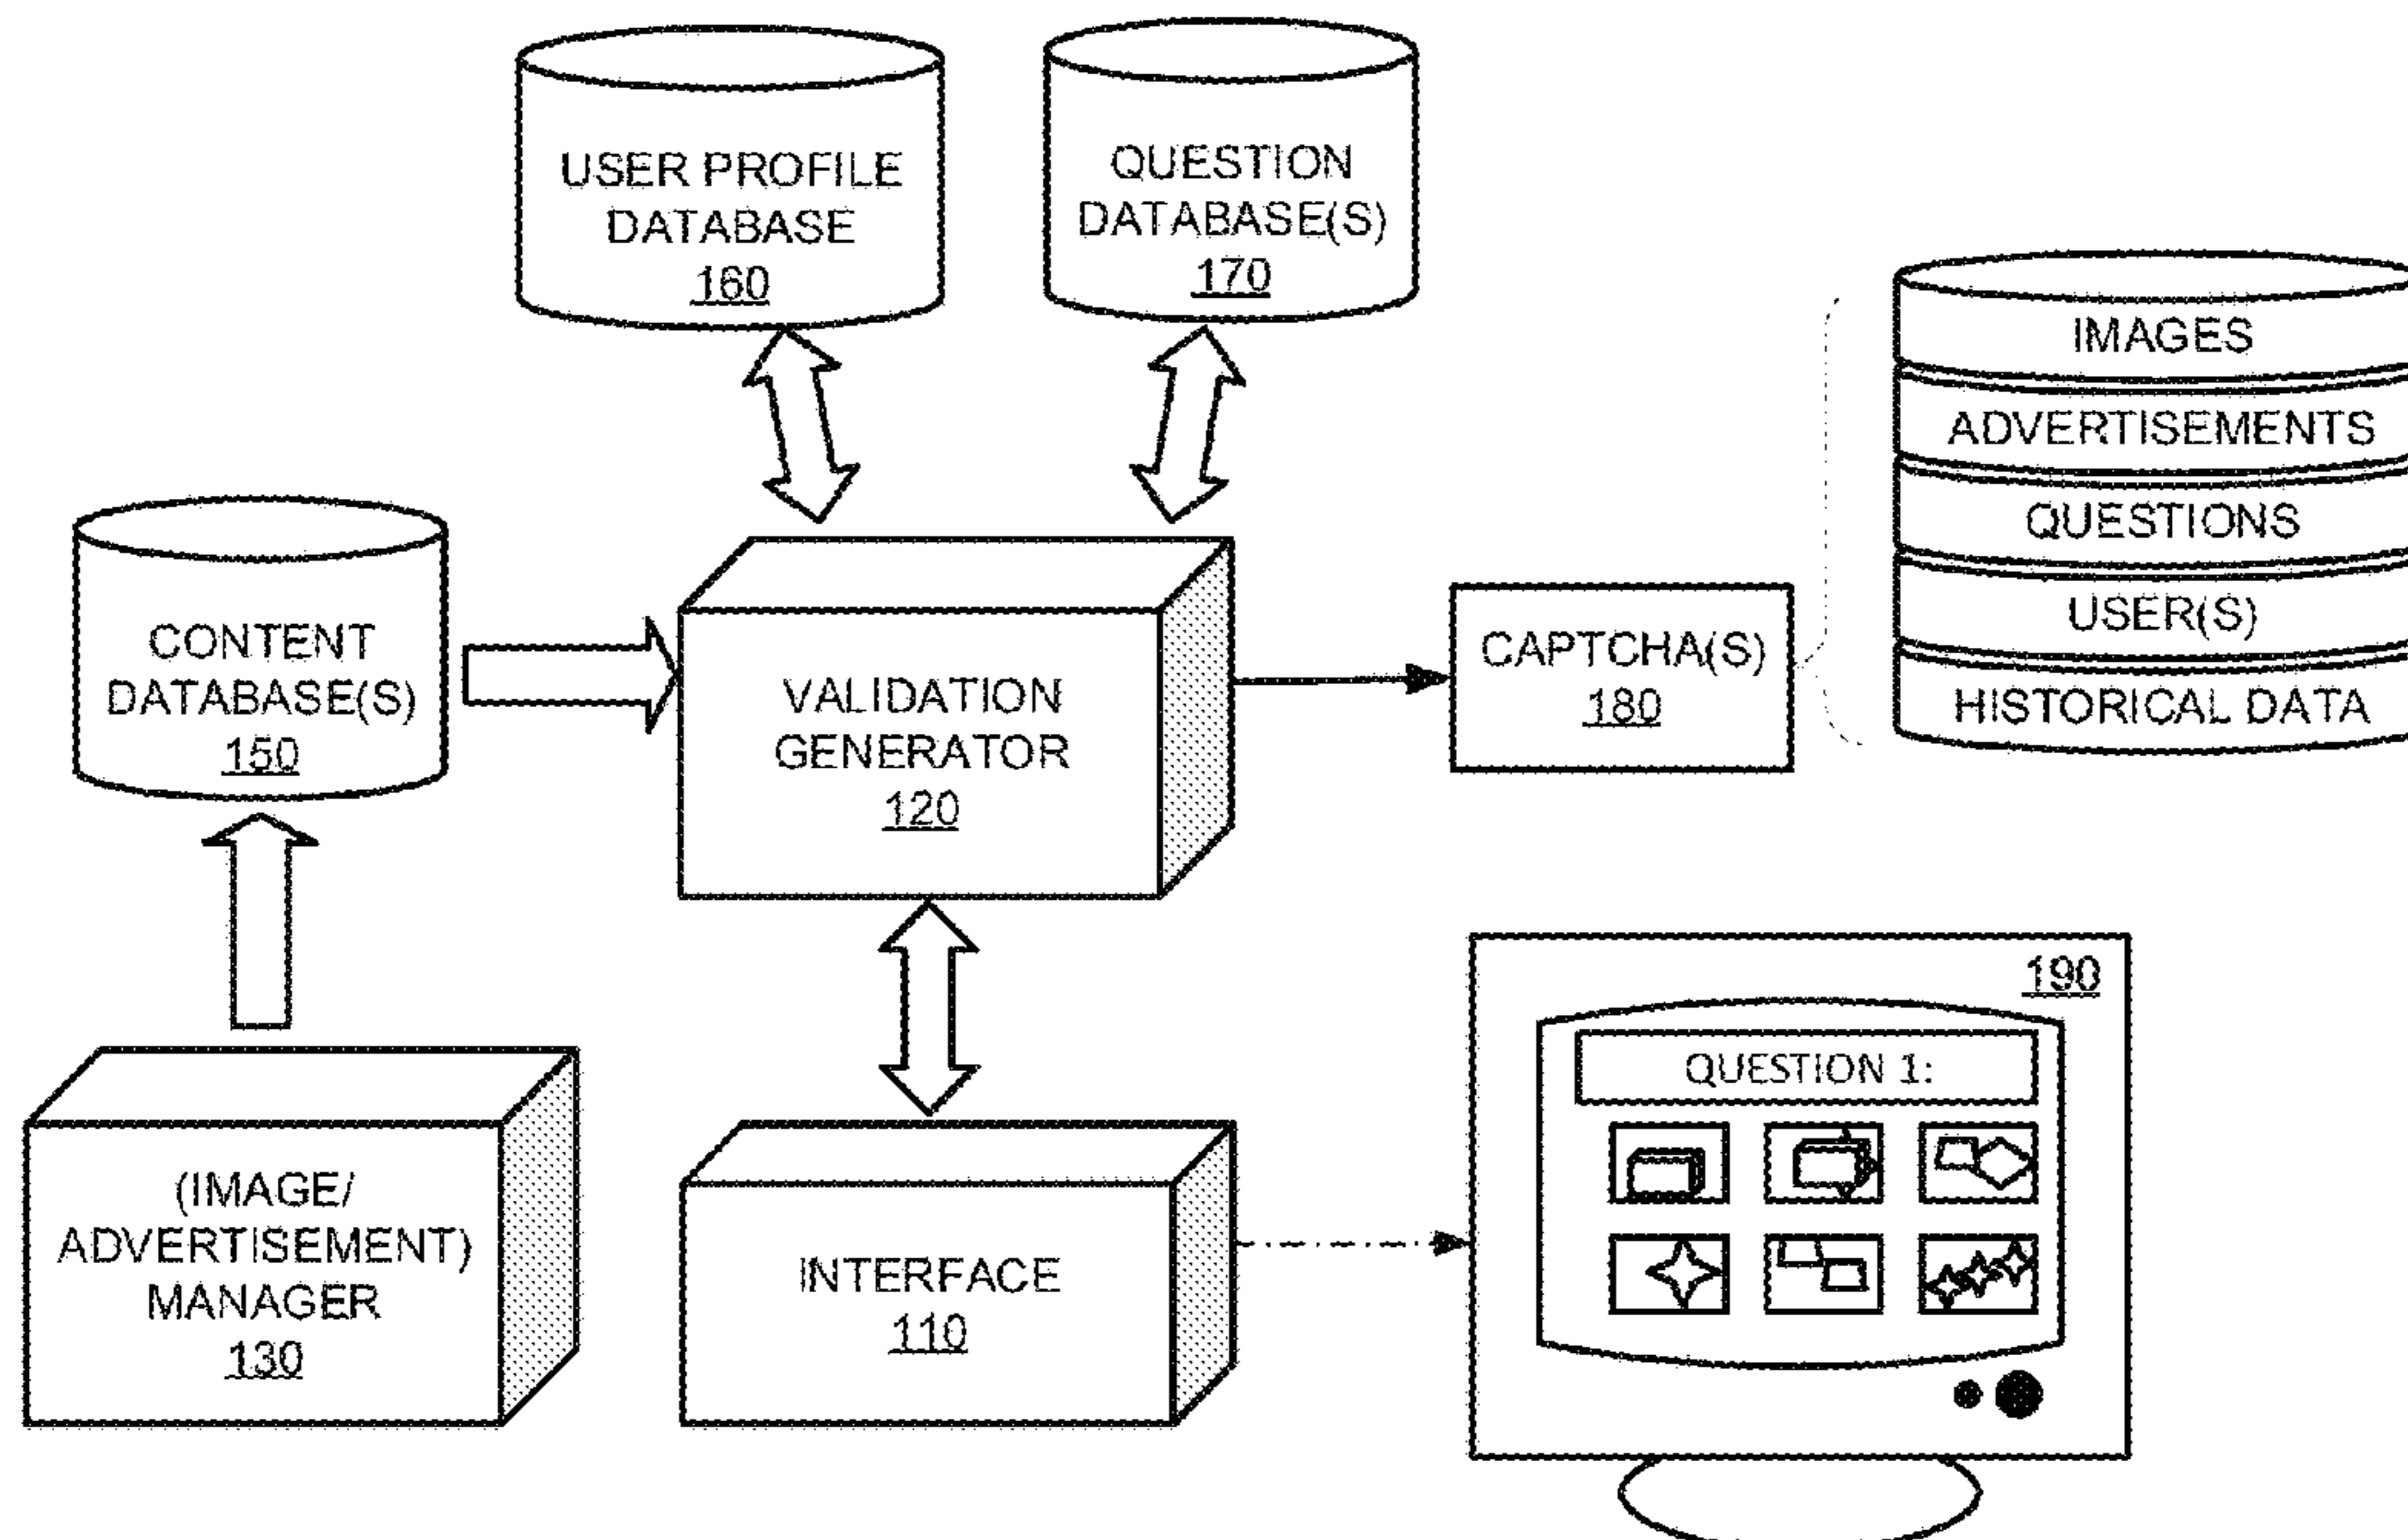 USER PROFILE
DATABASE
160
QUESTION
DATABASE(S)
170
IMAGES
ADVERTISEMENTS
QUESTIONS
USER(S)
HISTORICAL DATA
CONTENT
DATABASE(S)
150
VALIDATION
GENERATOR
120
CAPTCHA(S)
180
(IMAGE/
ADVERTISEMENT)
MANAGER
130
INTERFACE
110
190
QUESTION 1: